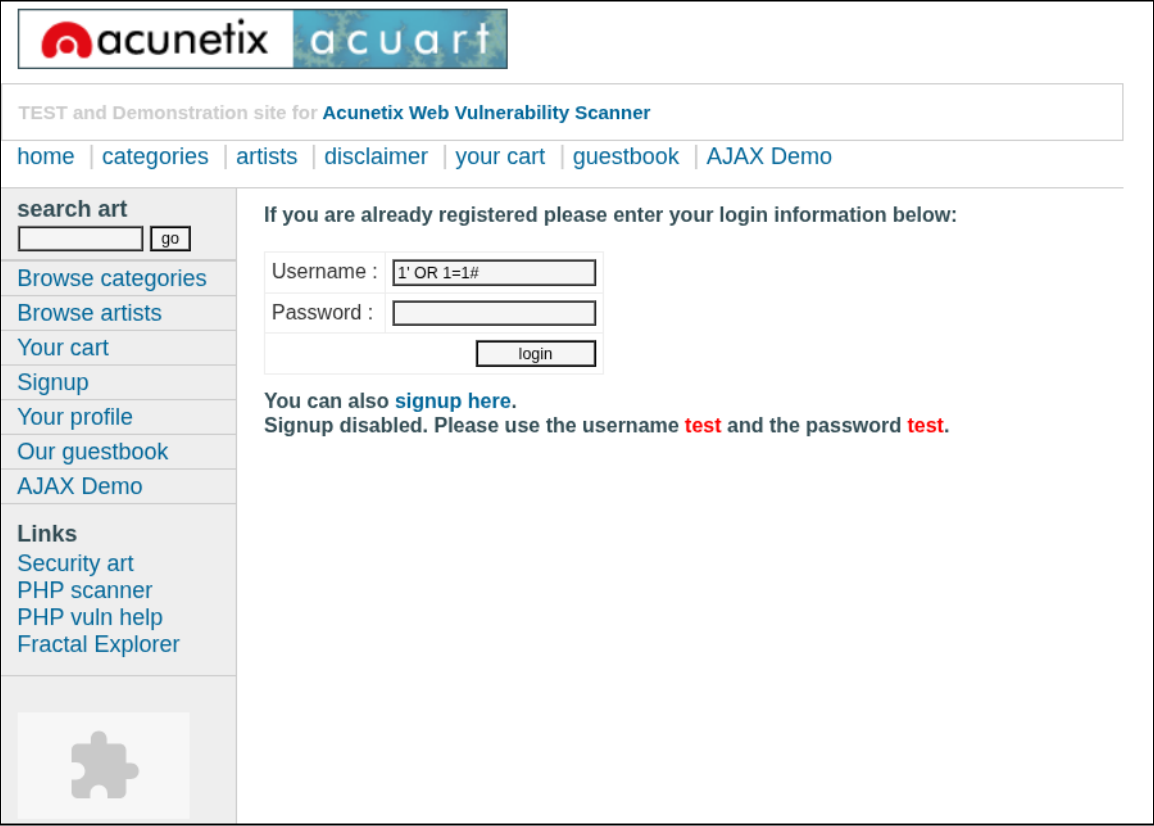 acunetix acuart
TEST and Demonstration site for Acunetix Web Vulnerability Scanner
home | categories | artists | disclaimer | your cart | guestbook | AJAX Demo
search art
go
Browse categories
Browse artists
Your cart
Signup
Your profile
Our guestbook
AJAX Demo
Links
Security art
PHP scanner
PHP vuln help
Fractal Explorer
If you are already registered please enter your login information below:
Username : 1' OR 1=1#
Password :
login
You can also signup here.
Signup disabled. Please use the username test and the password test.